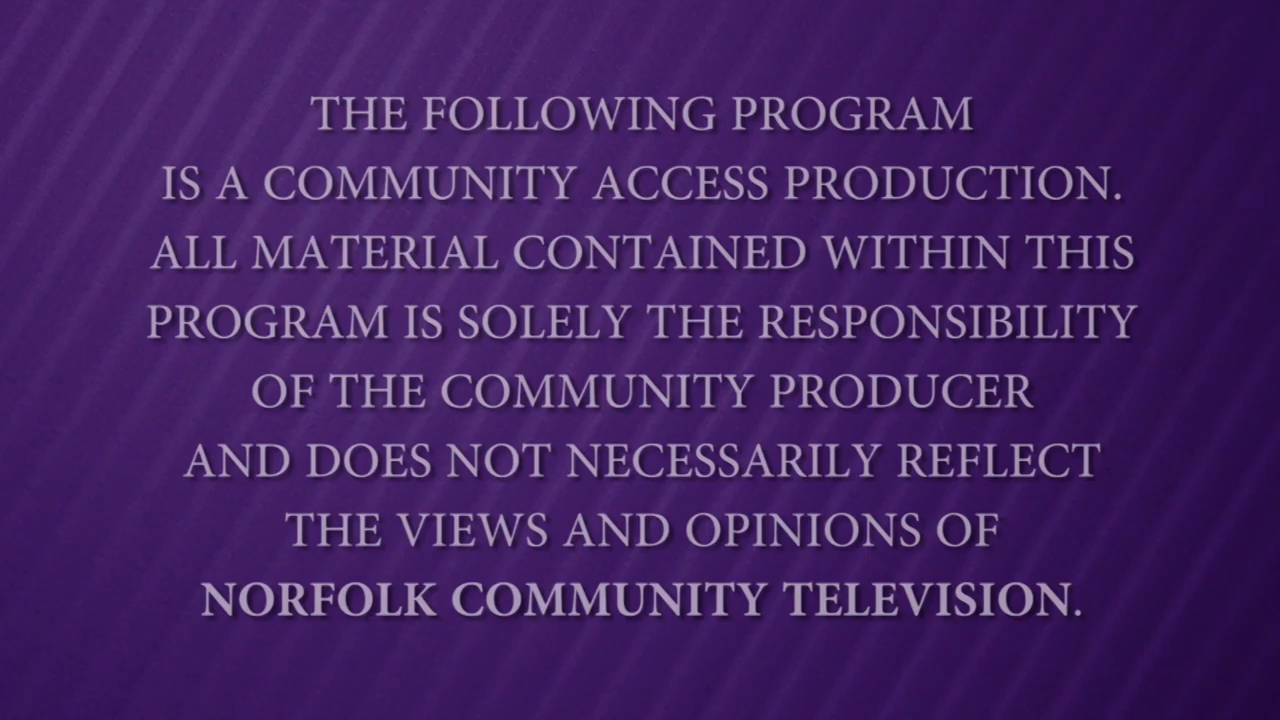 THE FOLLOWING PROGRAM
IS A COMMUNITY ACCESS PRODUCTION.
ALL MATERIAL CONTAINED WITHIN THIS
PROGRAM IS SOLELY THE RESPONSIBILITY
OF THE COMMUNITY PRODUCER
AND DOES NOT NECESSARILY REFLECT
THE VIEWS AND OPINIONS OF
NORFOLK COMMUNITY TELEVISION.